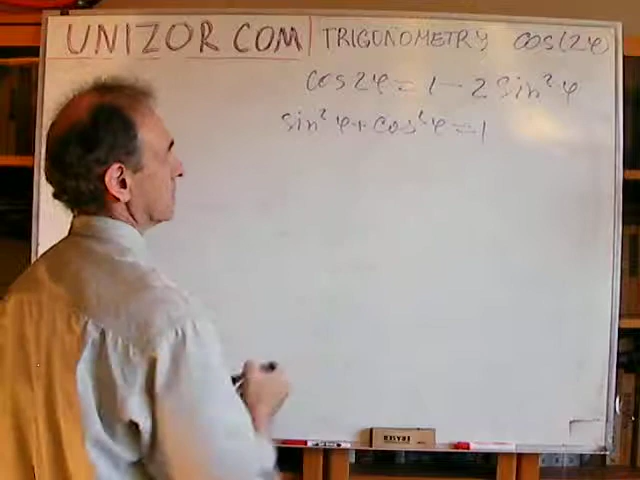 UNIZOR COM | TRIGONOMETRY COS(2φ)
cos 2φ = 1 - 2 sin² φ
sin² φ + cos² φ = 1